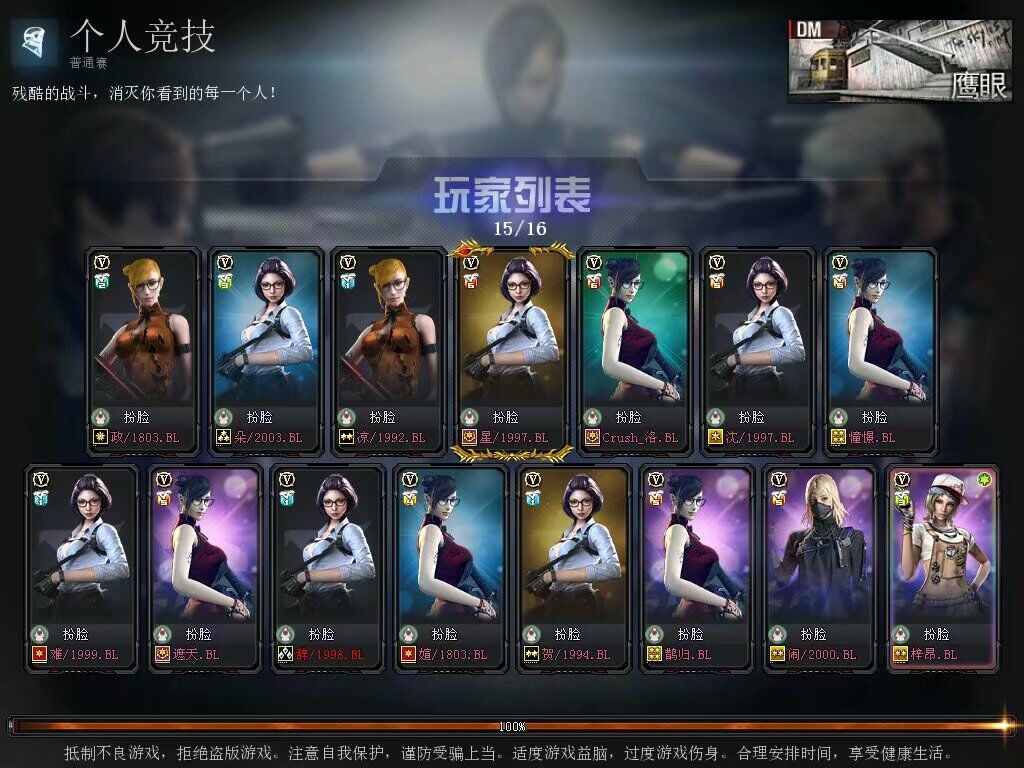 个人竞技
普通赛
残酷的战斗，消灭你看到的每一个人！
DM
鹰眼
玩家列表
15/16
扮脸
政/1803.BL
扮脸
朵/2003.BL
扮脸
凉/1992.BL
扮脸
星/1997.BL
扮脸
Crush_洛.BL
扮脸
沈/1997.BL
扮脸
憧憬.BL
扮脸
难/1999.BL
扮脸
遮天.BL
扮脸
辞/1998.BL
扮脸
媗/1803.BL
扮脸
贺/1994.BL
扮脸
鹊归.BL
扮脸
闹/2000.BL
扮脸
梓昂.BL
100%
抵制不良游戏，拒绝盗版游戏。注意自我保护，谨防受骗上当。适度游戏益脑，过度游戏伤身。合理安排时间，享受健康生活。